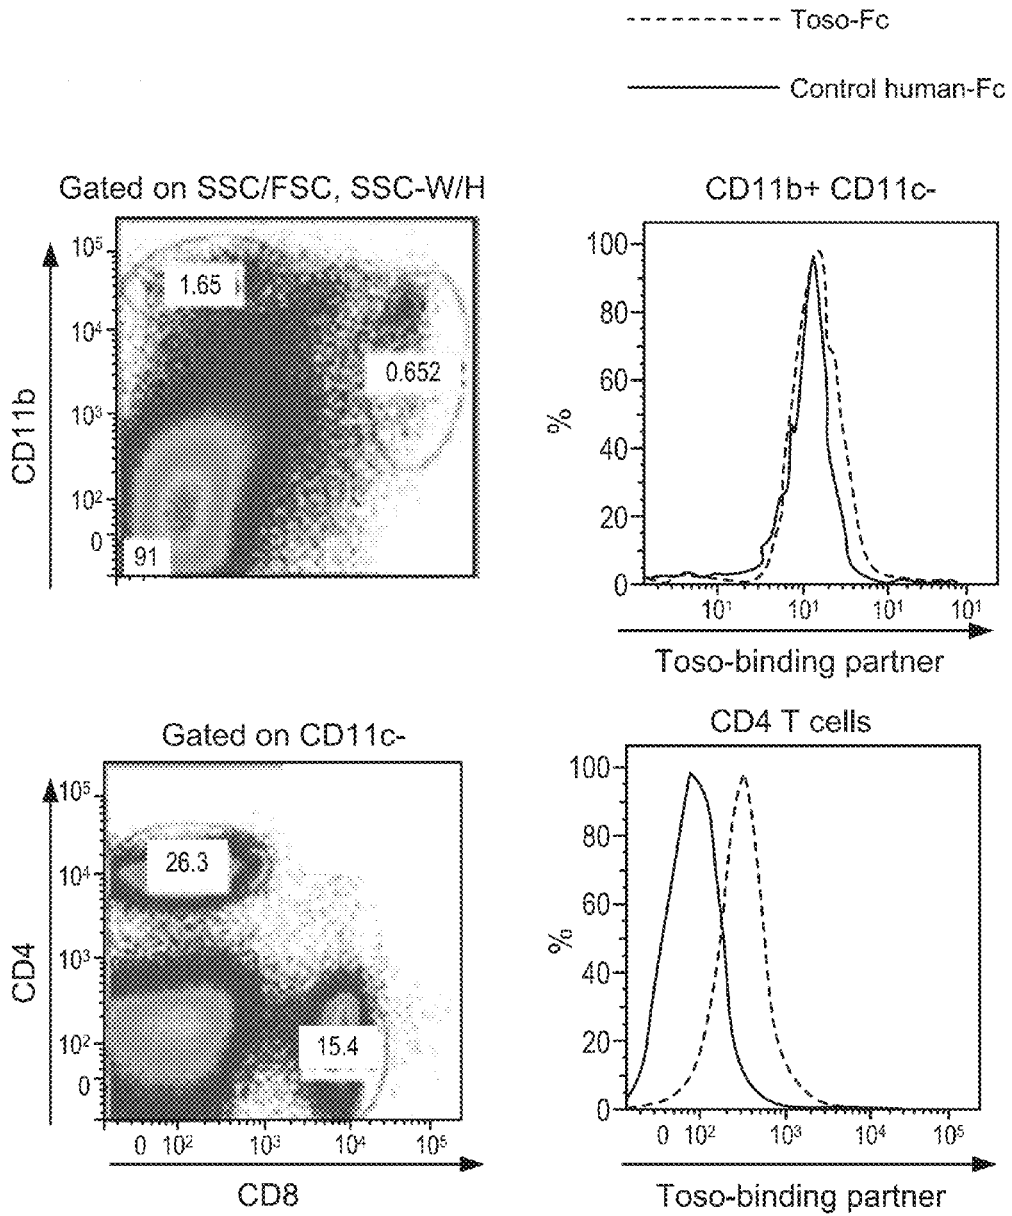 Toso-Fc
Control human-Fc
Gated on SSC/FSC, SSC-W/H
10⁵
10⁴
10³
10²
0
CD11b
1.65
0.652
91
CD11b+ CD11c-
100
80
60
40
20
0
%
10¹ 10¹ 10¹ 10¹
Toso-binding partner
Gated on CD11c-
10⁵
10⁴
10³
10²
0
CD4
26.3
15.4
0 10² 10³ 10⁴ 10⁵
CD8
CD4 T cells
100
80
60
40
20
0
%
0 10² 10³ 10⁴ 10⁵
Toso-binding partner